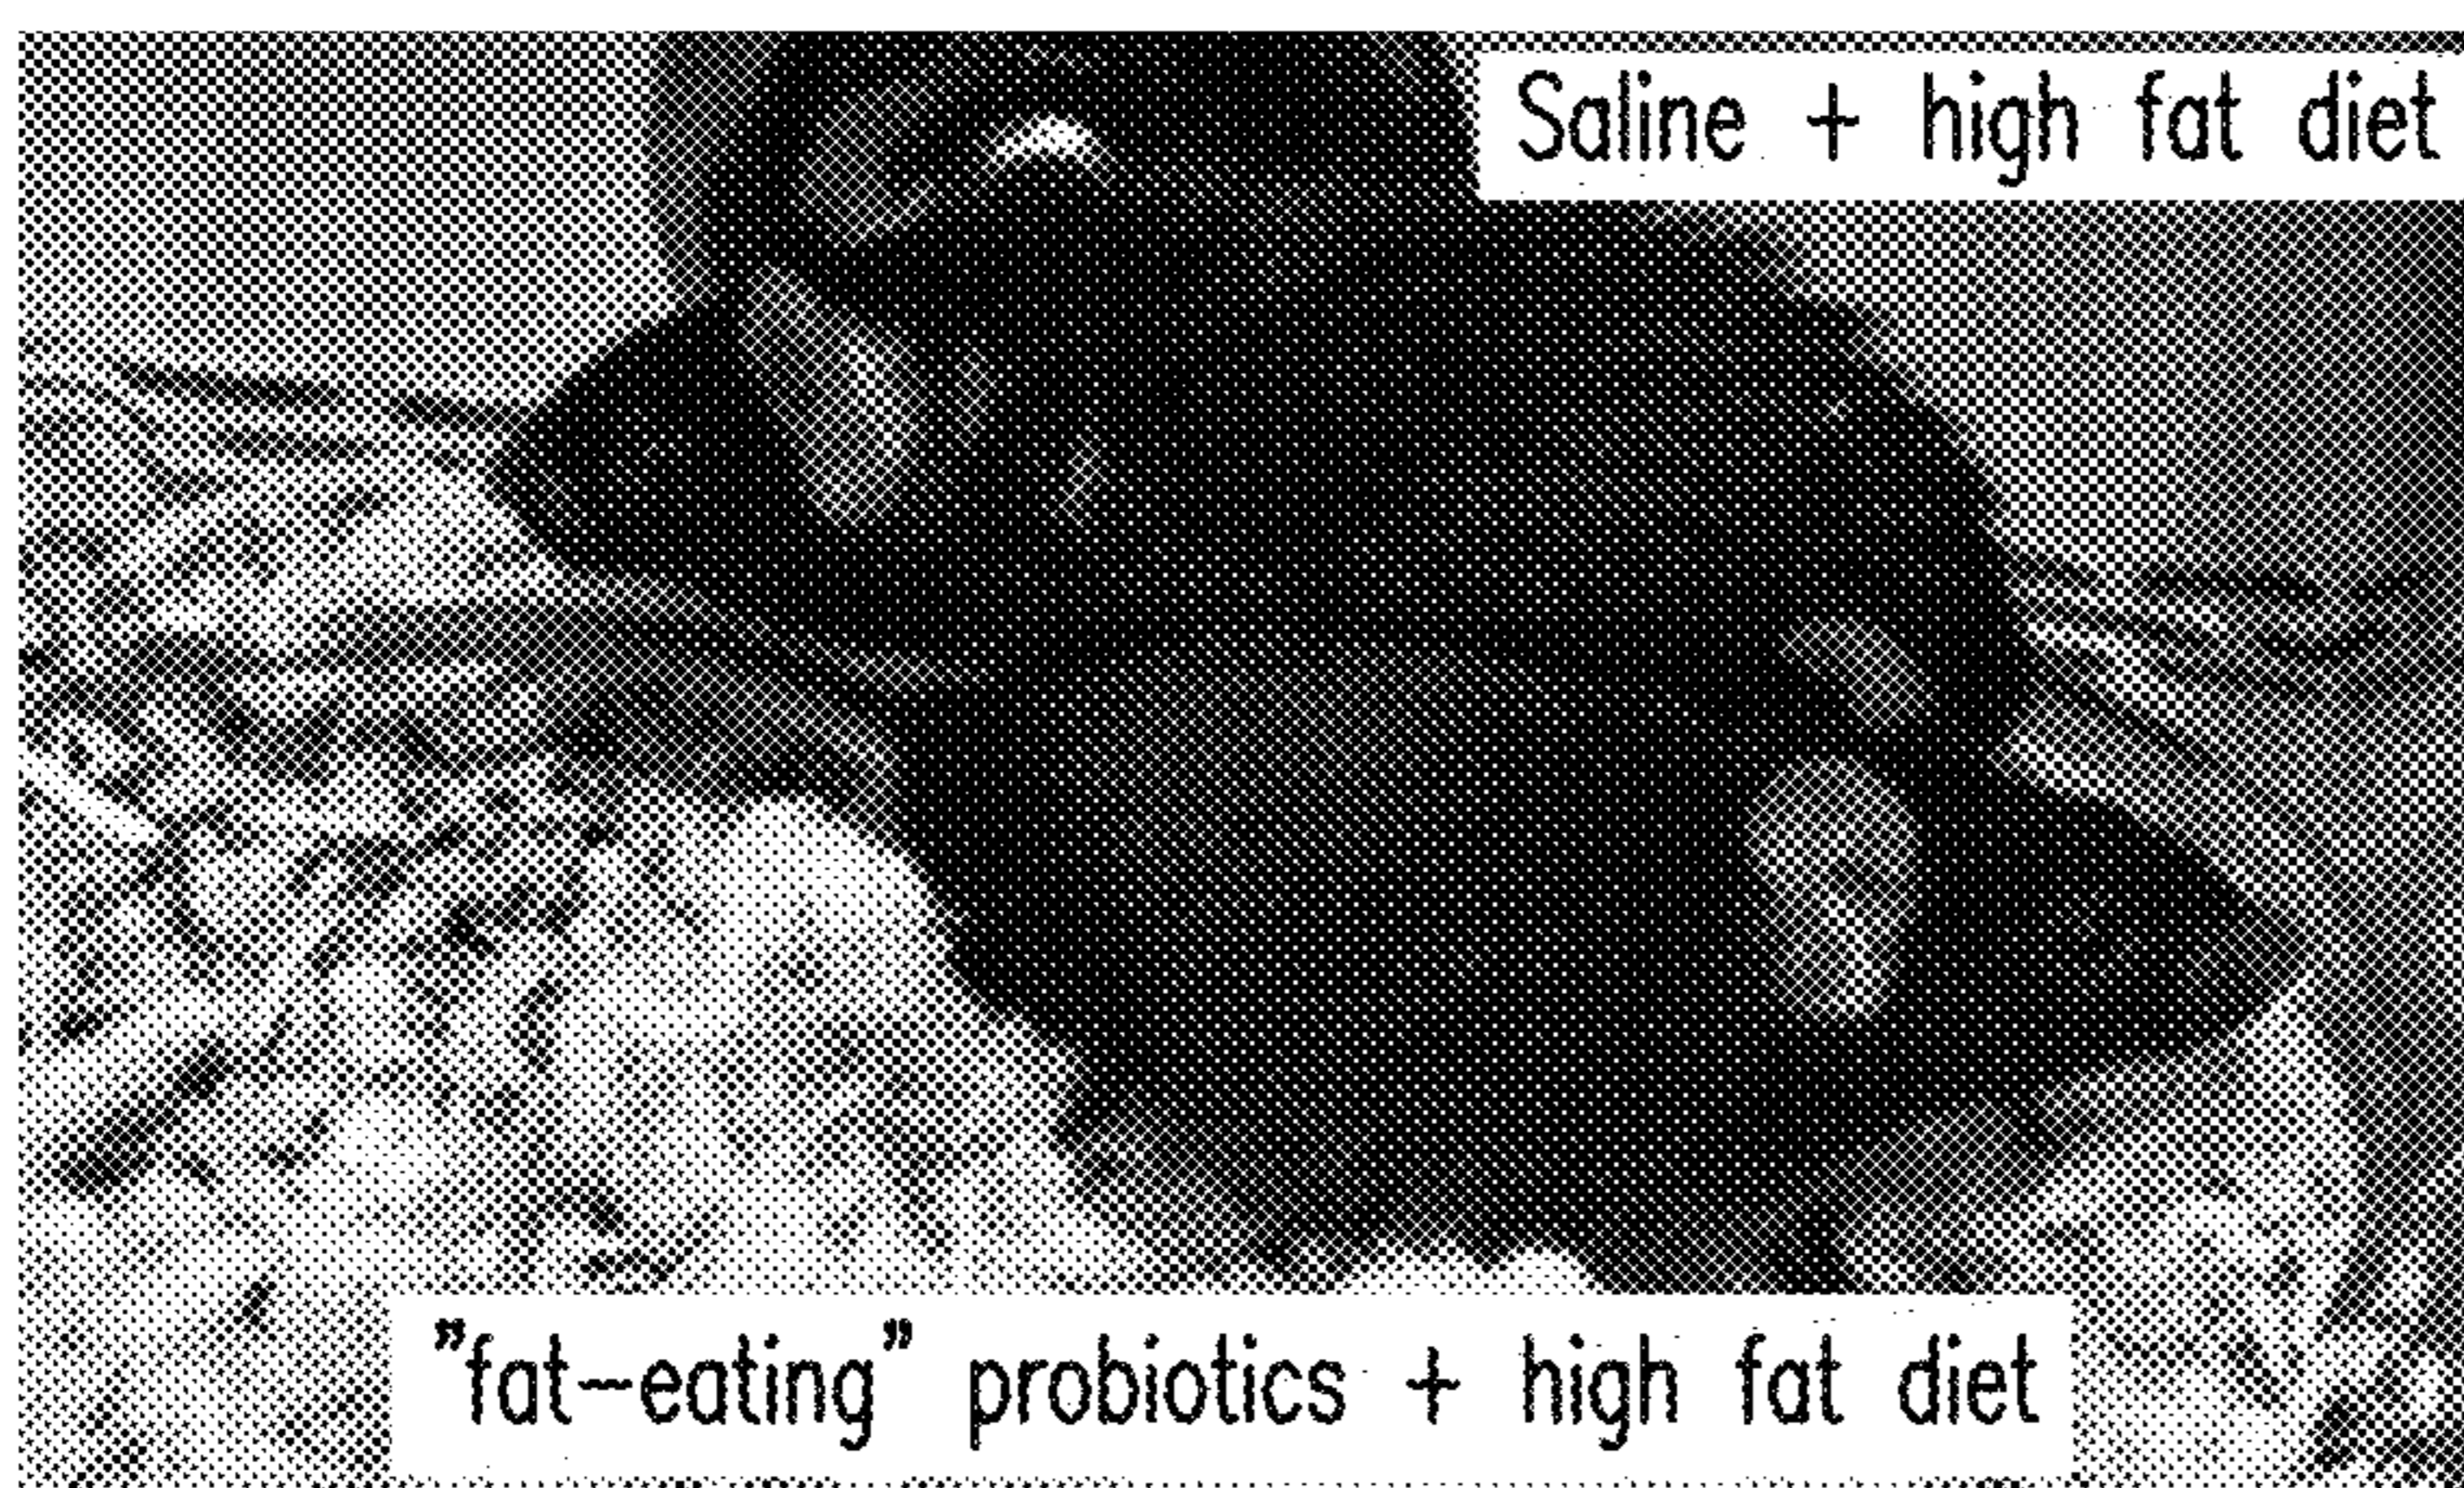 Saline + high fat diet
"fat-eating" probiotics + high fat diet